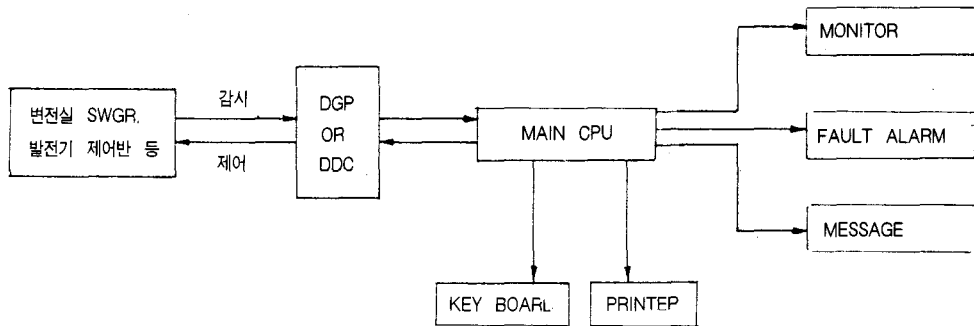 변전실 SWGR.
발전기 제어반 등
감시
제어
DGP
OR
DDC
MAIN CPU
MONITOR
FAULT ALARM
MESSAGE
KEY BOARL
PRINTEP